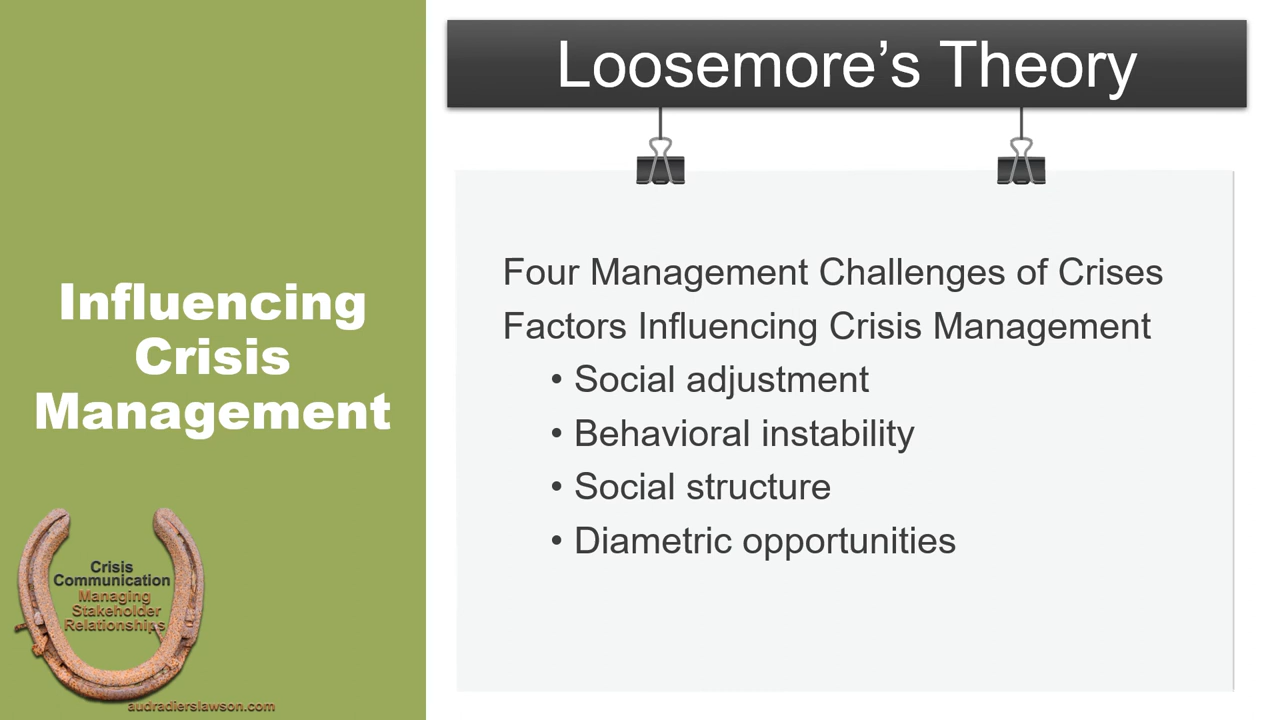 Loosemore’s Theory
Influencing
Crisis
Management
Four Management Challenges of Crises
Factors Influencing Crisis Management
• Social adjustment
• Behavioral instability
• Social structure
• Diametric opportunities
Crisis
Communication
Managing
Stakeholder
Relationships
audradierslawson.com